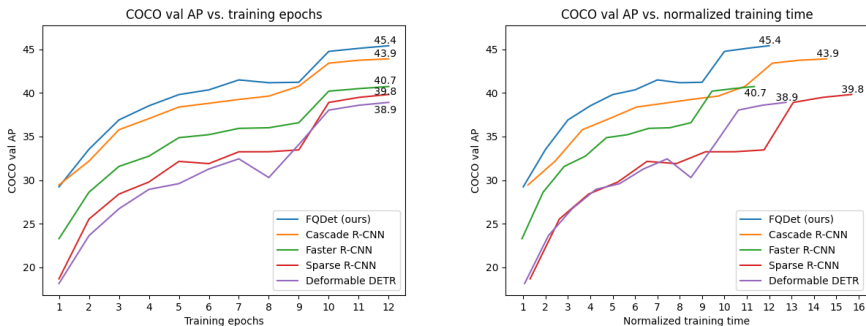 COCO val AP vs. training epochs
COCO val AP
45
40
35
30
25
20
45.4
43.9
40.7
39.8
38.9
FQDet (ours)
Cascade R-CNN
Faster R-CNN
Sparse R-CNN
Deformable DETR
1 2 3 4 5 6 7 8 9 10 11 12
Training epochs
COCO val AP vs. normalized training time
COCO val AP
45
40
35
30
25
20
45.4
43.9
40.7
38.9
39.8
FQDet (ours)
Cascade R-CNN
Faster R-CNN
Sparse R-CNN
Deformable DETR
1 2 3 4 5 6 7 8 9 10 11 12 13 14 15 16
Normalized training time